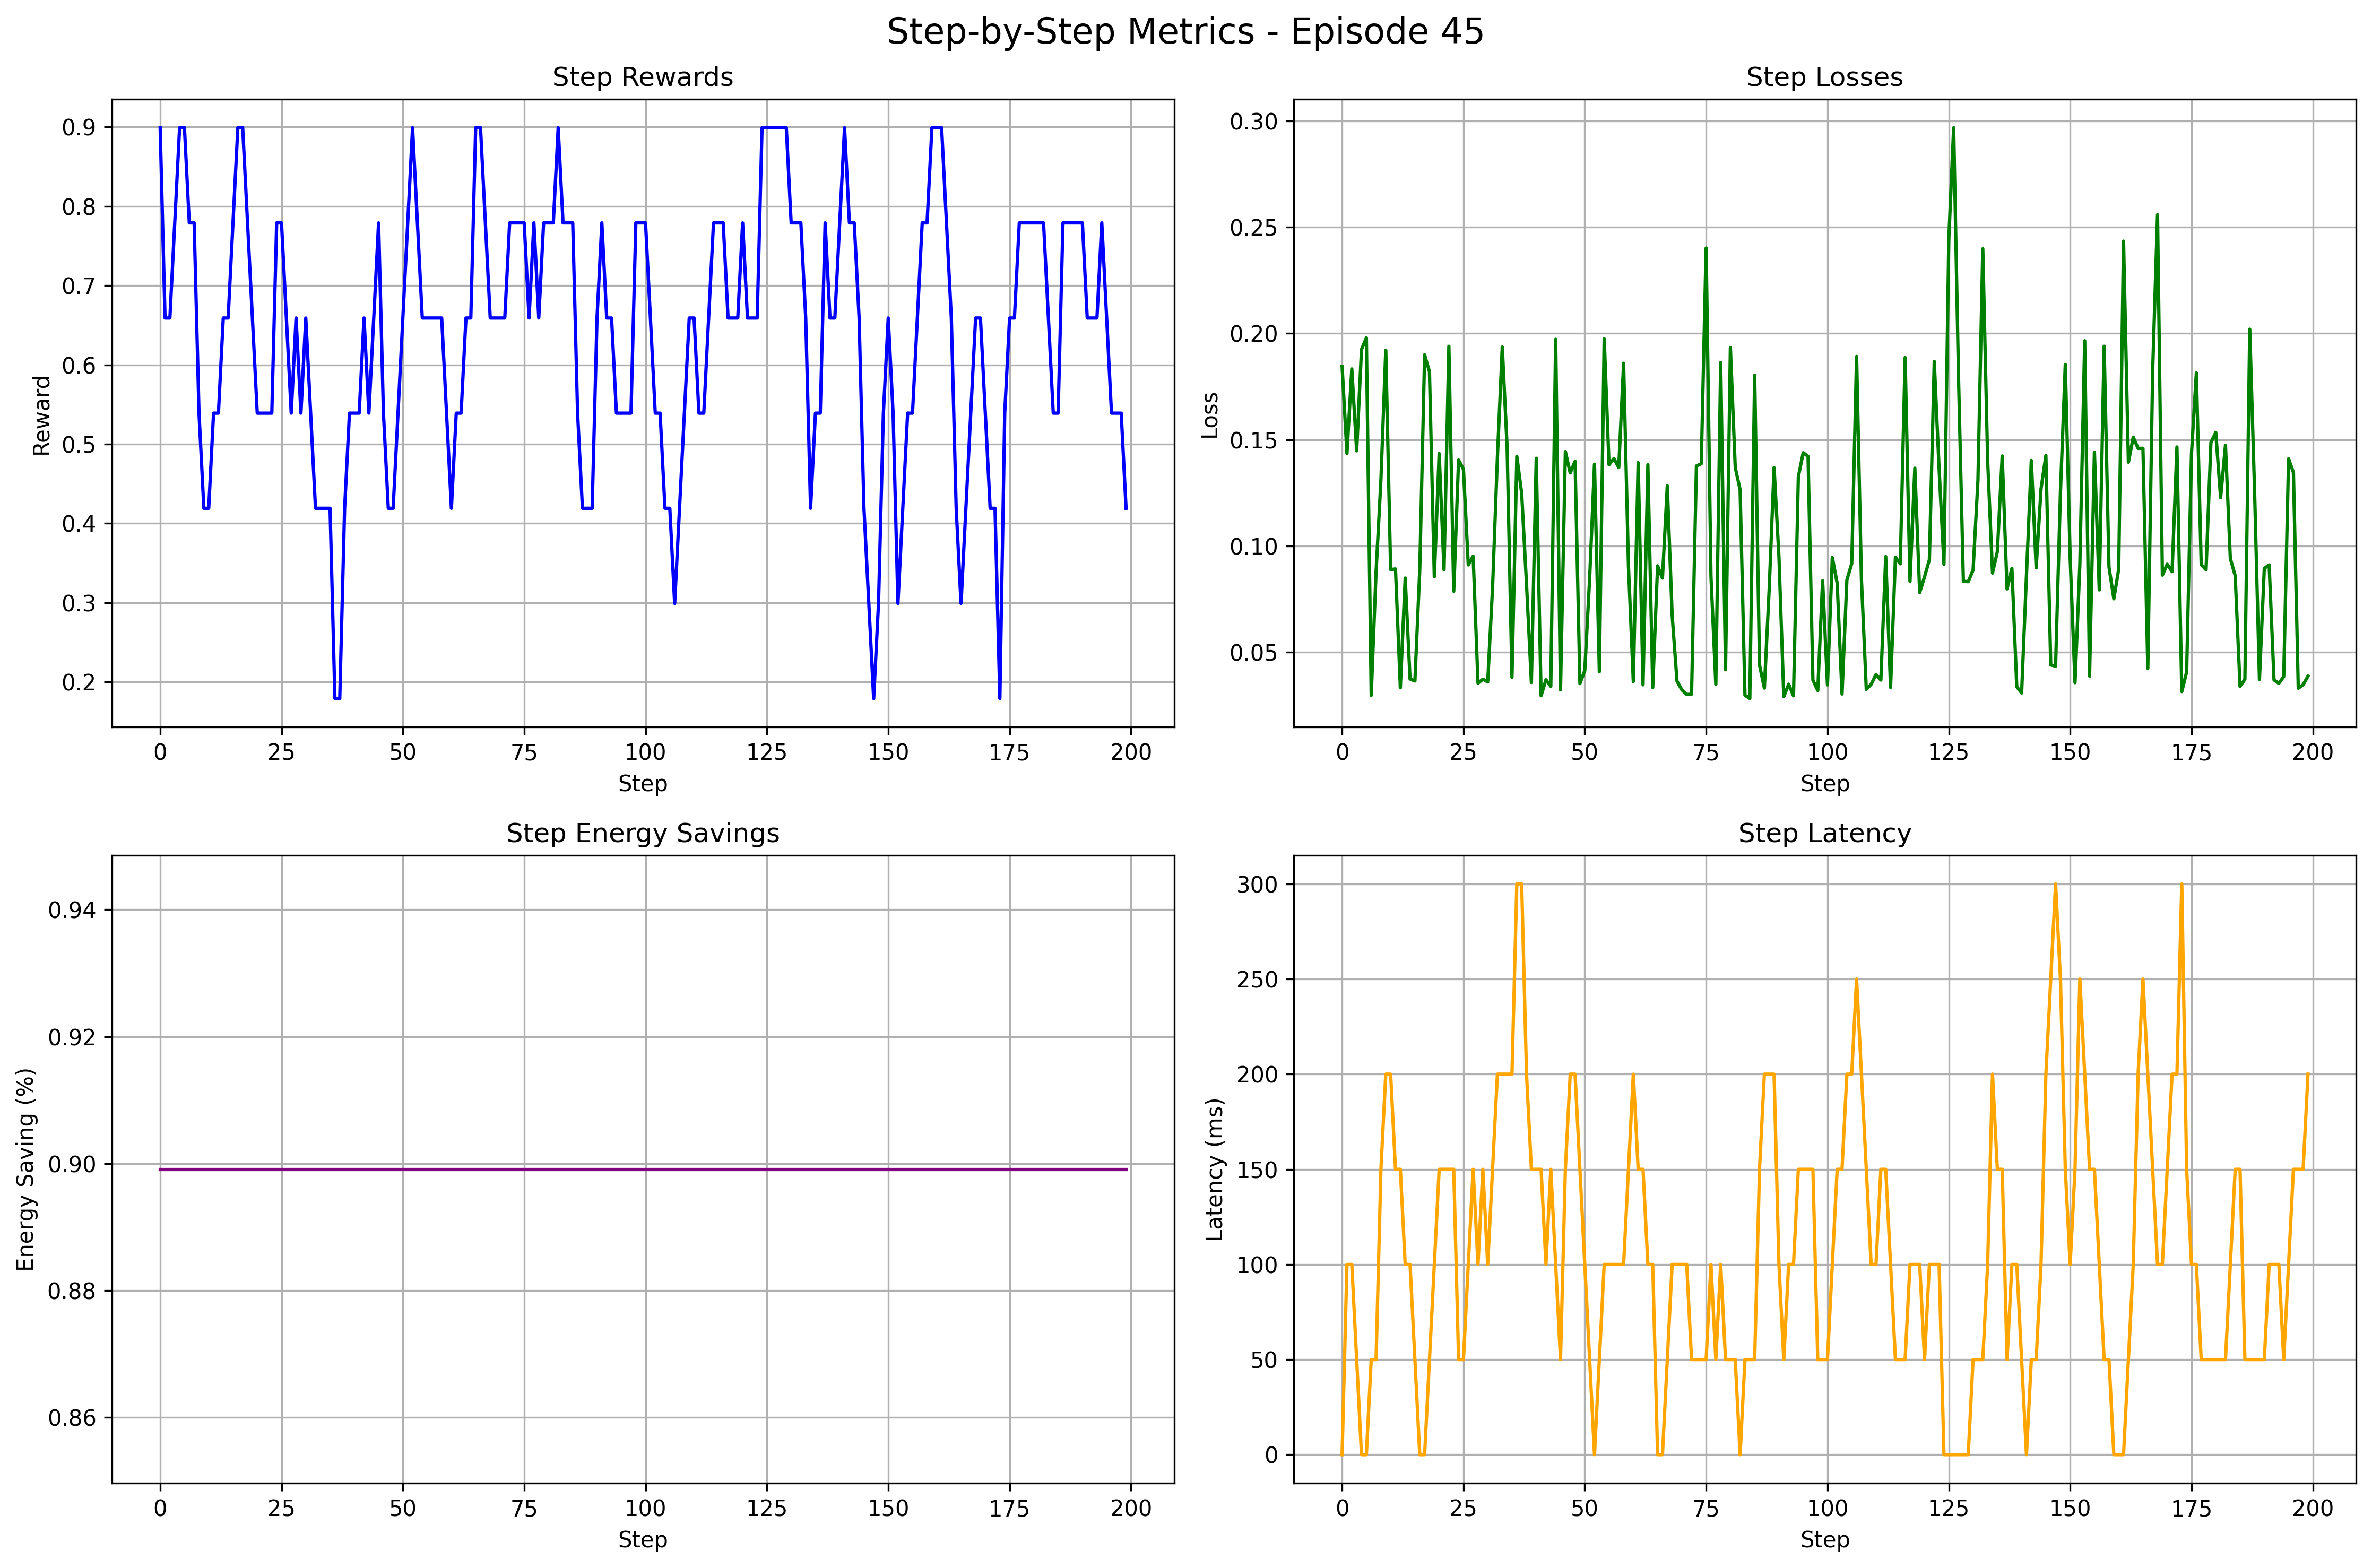 Step-by-Step Metrics - Episode 45
Step Rewards
Reward
0.9
0.8
0.7
0.6
0.5
0.4
0.3
0.2
0 25 50 75 100 125 150 175 200
Step
Step Losses
Loss
0.30
0.25
0.20
0.15
0.10
0.05
0 25 50 75 100 125 150 175 200
Step
Step Energy Savings
Energy Saving (%)
0.94
0.92
0.90
0.88
0.86
0 25 50 75 100 125 150 175 200
Step
Step Latency
Latency (ms)
300
250
200
150
100
50
0
0 25 50 75 100 125 150 175 200
Step